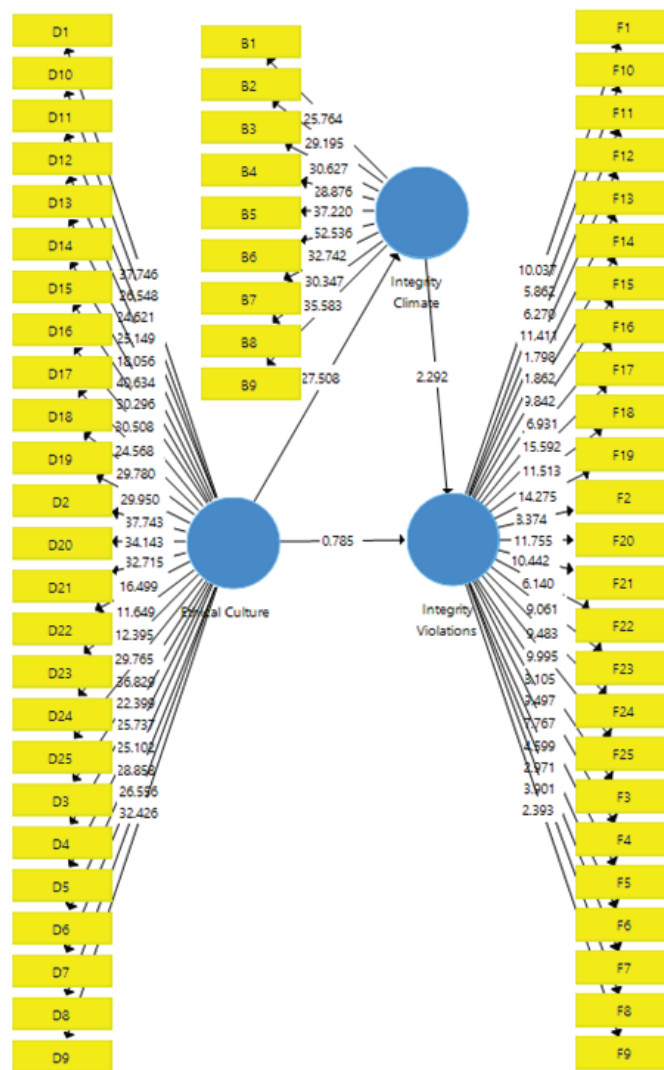 D1
D10
D11
D12
D13
D14
D15
D16
D17
D18
D19
D2
D20
D21
D22
D23
D24
D25
D3
D4
D5
D6
D7
D8
D9
37.746
26.548
24.621
25.149
18.056
40.634
30.296
30.508
24.568
29.780
29.950
37.743
34.143
32.715
16.499
11.649
12.395
29.765
36.829
22.399
25.737
25.102
28.858
26.556
32.426
Ethical Culture
B1
B2
B3
B4
B5
B6
B7
B8
B9
25.764
29.195
30.627
28.876
37.220
52.536
32.742
30.347
35.583
Integrity
Climate
27.508
2.292
0.785
Integrity
Violations
10.037
5.862
6.270
11.411
1.798
1.862
9.842
6.931
15.592
11.513
14.275
3.374
11.755
10.442
6.140
9.061
9.483
9.995
3.105
3.497
7.767
4.599
2.971
3.901
2.393
F1
F10
F11
F12
F13
F14
F15
F16
F17
F18
F19
F2
F20
F21
F22
F23
F24
F25
F3
F4
F5
F6
F7
F8
F9